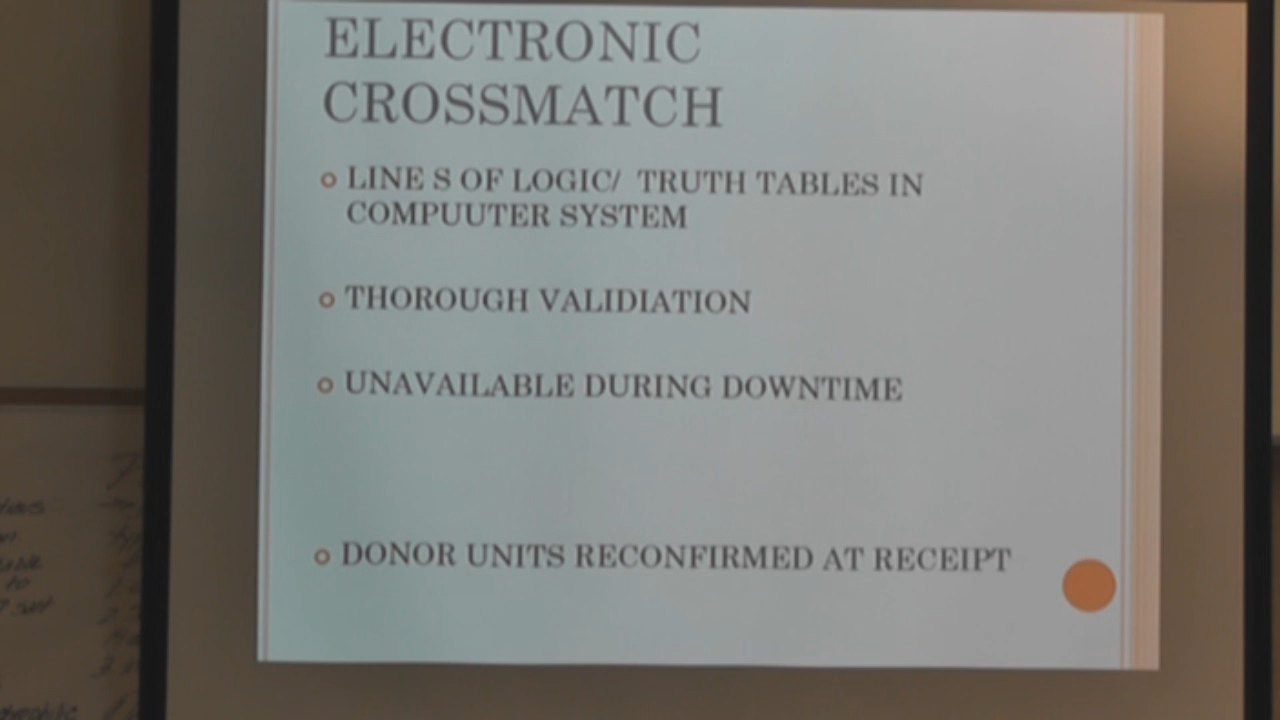 ELECTRONIC
CROSSMATCH
LINE S OF LOGIC/ TRUTH TABLES IN
COMPUUTER SYSTEM
THOROUGH VALIDIATION
UNAVAILABLE DURING DOWNTIME
DONOR UNITS RECONFIRMED AT RECEIPT
to